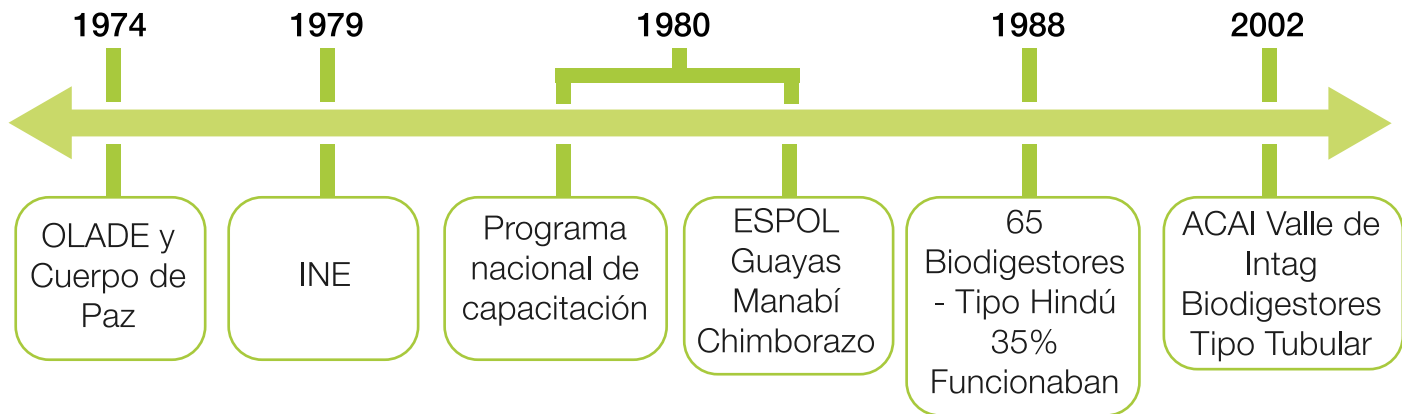 1974
1979
1980
1988
2002
OLADE y
Cuerpo de
Paz
INE
Programa
nacional de
capacitación
ESPOL
Guayas
Manabí
Chimborazo
65
Biodigestores
- Tipo Hindú
35%
Funcionaban
ACAI Valle de
Intag
Biodigestores
Tipo Tubular